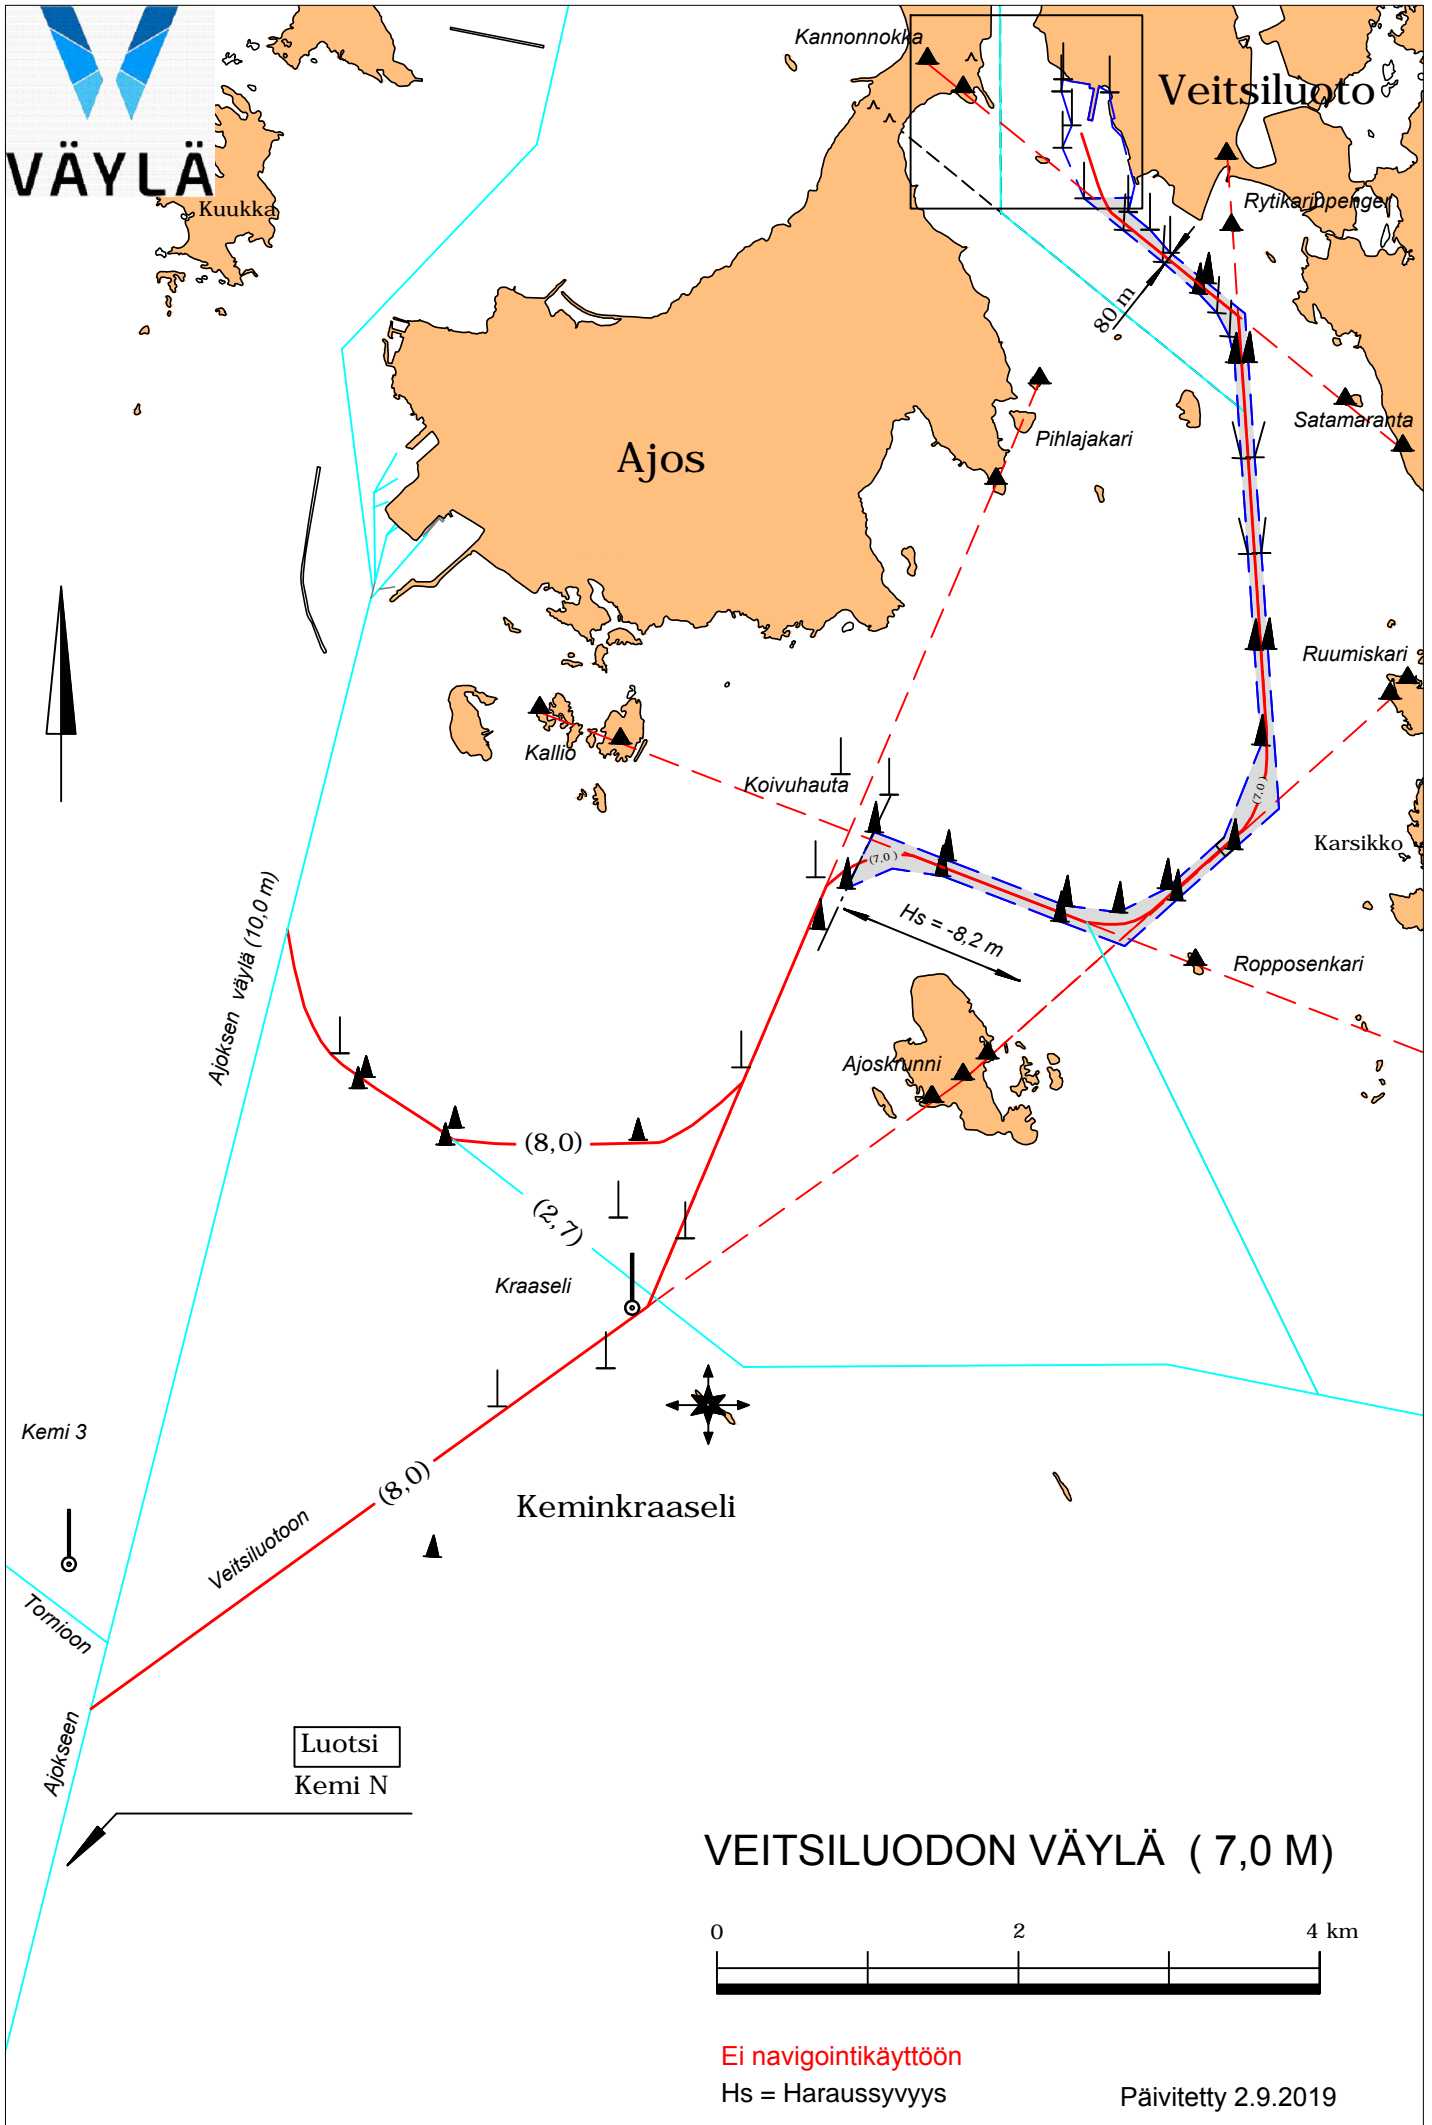 VÄYLÄ
Kannonnokka
Veitsiluoto
Kuukka
Rytikarinpenger
80 m
Satamaranta
Pihlajakari
Ajos
Ruumiskari
Kallio
Koivuhauta
(7,0)
Karsikko
(7,0)
Hs = -8,2 m
Ropposenkari
Ajoksen väylä (10,0 m)
Ajoskrunni
(8,0)
(2,7)
Kraaseli
Kemi 3
(8,0)
Keminkraaseli
Veitsiluotoon
Tornioon
Ajokseen
Luotsi
Kemi N
VEITSILUODON VÄYLÄ ( 7,0 M)
0 2 4 km
Ei navigointikäyttöön
Hs = Haraussyvyys
Päivitetty 2.9.2019